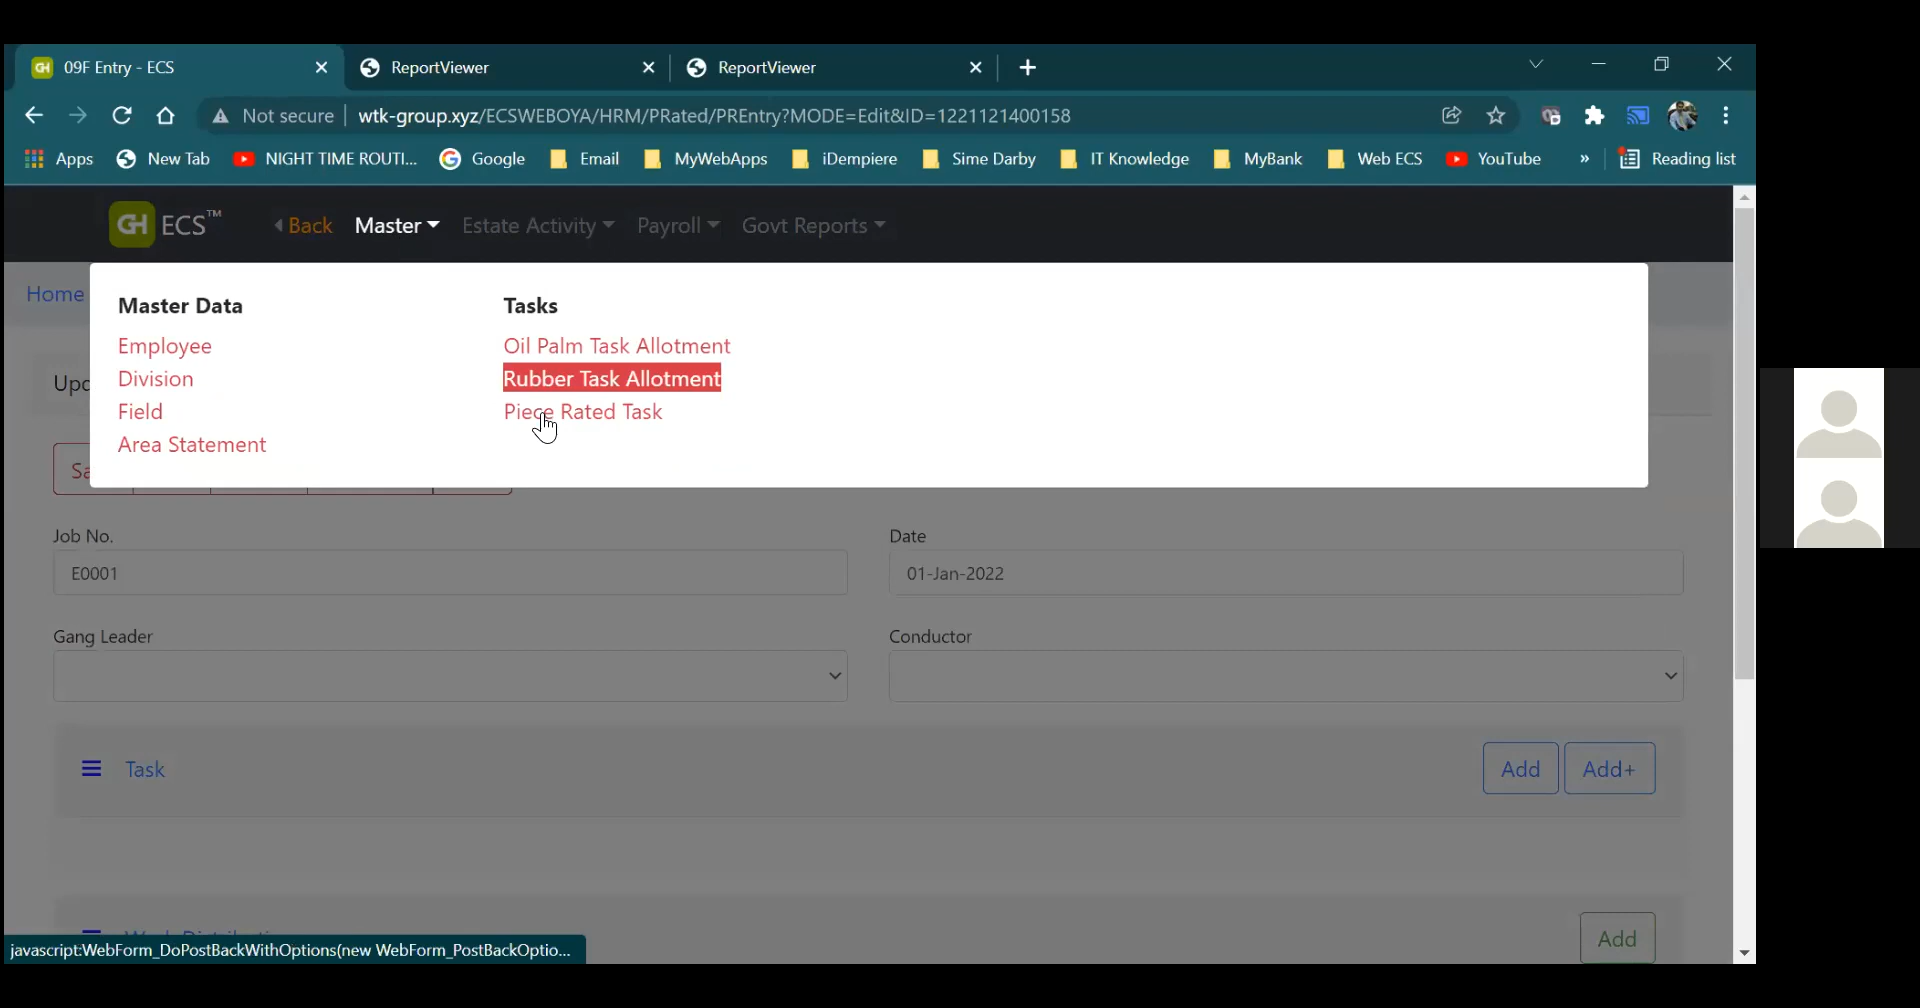 09F Entry - ECS
ReportViewer
ReportViewer
Not secure
wtk-group.xyz/ECSWEBOYA/HRM/PRated/PREntry?MODE=Edit&ID=1221121400158
Apps
New Tab
NIGHT TIME ROUTI...
Google
Email
MyWebApps
iDempiere
Sime Darby
IT Knowledge
MyBank
Web ECS
YouTube
»
Reading list
GH ECS™
Back
Master
Estate Activity
Payroll
Govt Reports
Home
Master Data
Tasks
Employee
Oil Palm Task Allotment
Division
Rubber Task Allotment
Field
Piece Rated Task
Area Statement
Job No.
Date
E0001
01-Jan-2022
Gang Leader
Conductor
Task
Add
Add+
Add
javascript:WebForm_DoPostBackWithOptions(new WebForm_PostBackOptio...